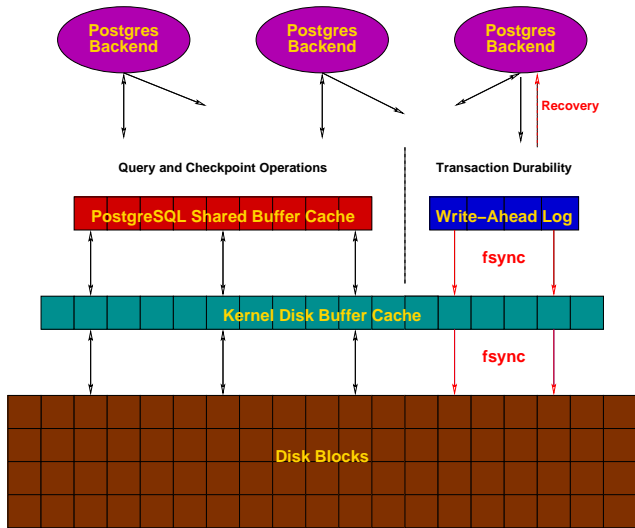 Postgres
Backend
Postgres
Backend
Postgres
Backend
Recovery
Query and Checkpoint Operations
Transaction Durability
PostgreSQL Shared Buffer Cache
Write−Ahead Log
fsync
Kernel Disk Buffer Cache
fsync
Disk Blocks